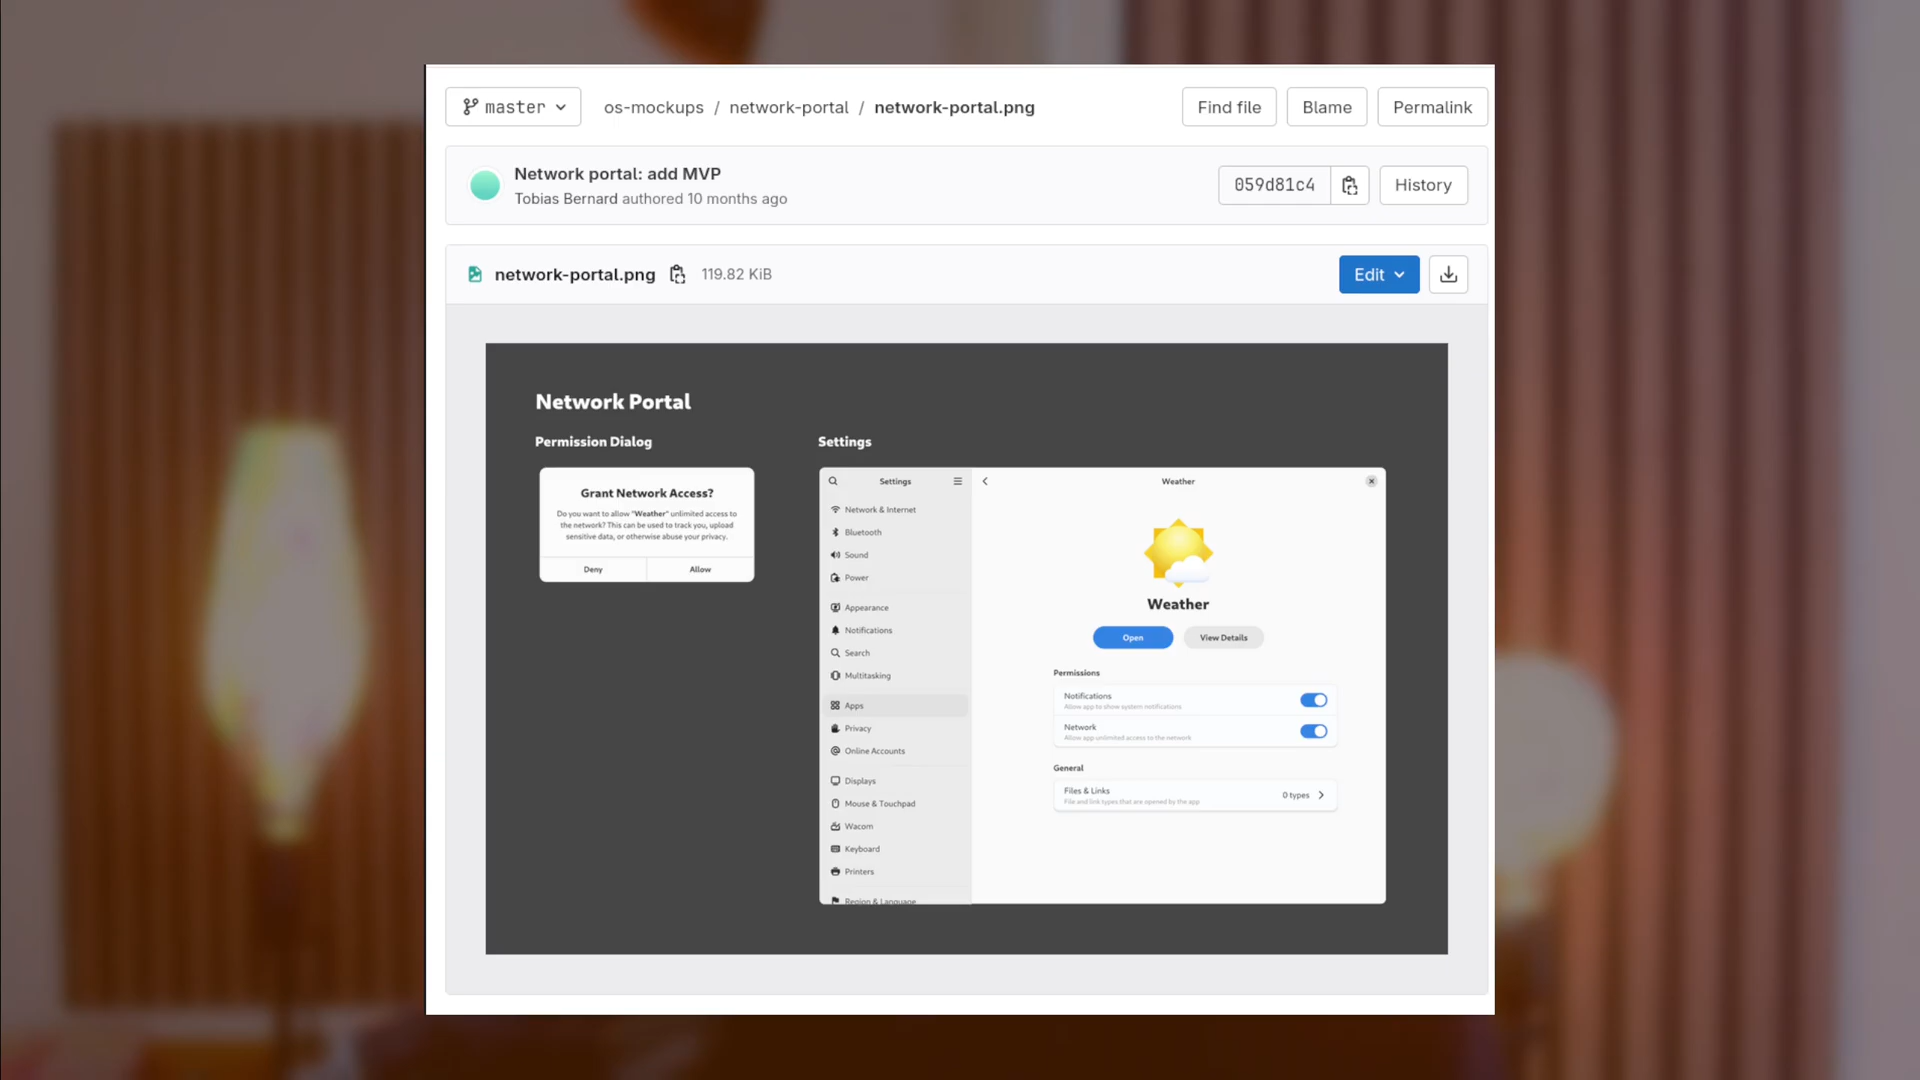 master
os-mockups / network-portal / network-portal.png
Find file
Blame
Permalink
Network portal: add MVP
Tobias Bernard authored 10 months ago
059d81c4
History
network-portal.png
119.82 KiB
Edit
Network Portal
Permission Dialog
Grant Network Access?
Do you want to allow "Weather" unlimited access to
the network? This can be used to track you, upload
sensitive data, or otherwise abuse your privacy.
Deny
Allow
Settings
Settings
Network & Internet
Bluetooth
Sound
Power
Appearance
Notifications
Search
Multitasking
Apps
Privacy
Online Accounts
Displays
Mouse & Touchpad
Wacom
Keyboard
Printers
Region & Language
Weather
Weather
Open
View Details
Permissions
Notifications
Allow app to show system notifications
Network
Allow app unlimited access to the network
General
Files & Links
File and link types that are opened by the app
0 types